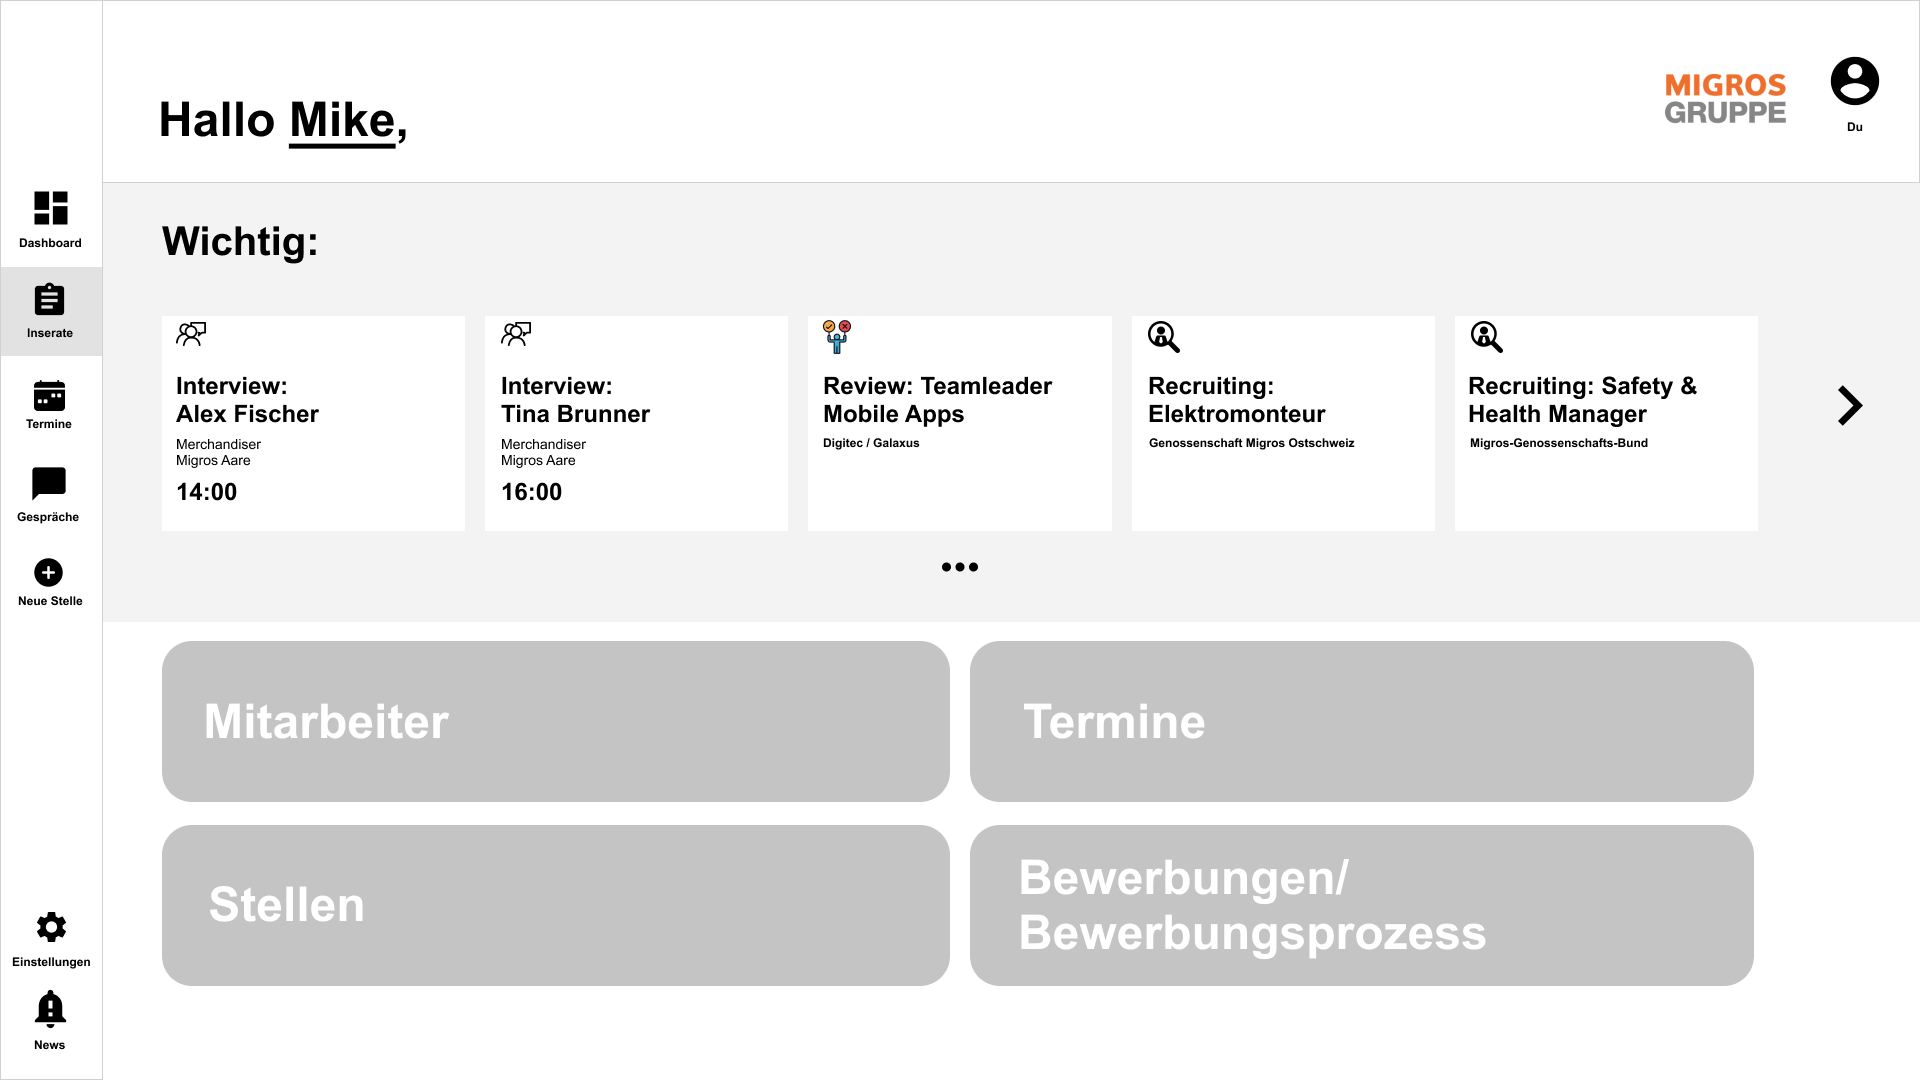 Hallo Mike,
MIGROS
GRUPPE
Du
Dashboard
Inserate
Termine
Gespräche
Neue Stelle
Einstellungen
News
Wichtig:
Interview:
Alex Fischer
Merchandiser
Migros Aare
14:00
Interview:
Tina Brunner
Merchandiser
Migros Aare
16:00
Review: Teamleader
Mobile Apps
Digitec / Galaxus
Recruiting:
Elektromonteur
Genossenschaft Migros Ostschweiz
Recruiting: Safety &
Health Manager
Migros-Genossenschafts-Bund
Mitarbeiter
Termine
Stellen
Bewerbungen/
Bewerbungsprozess